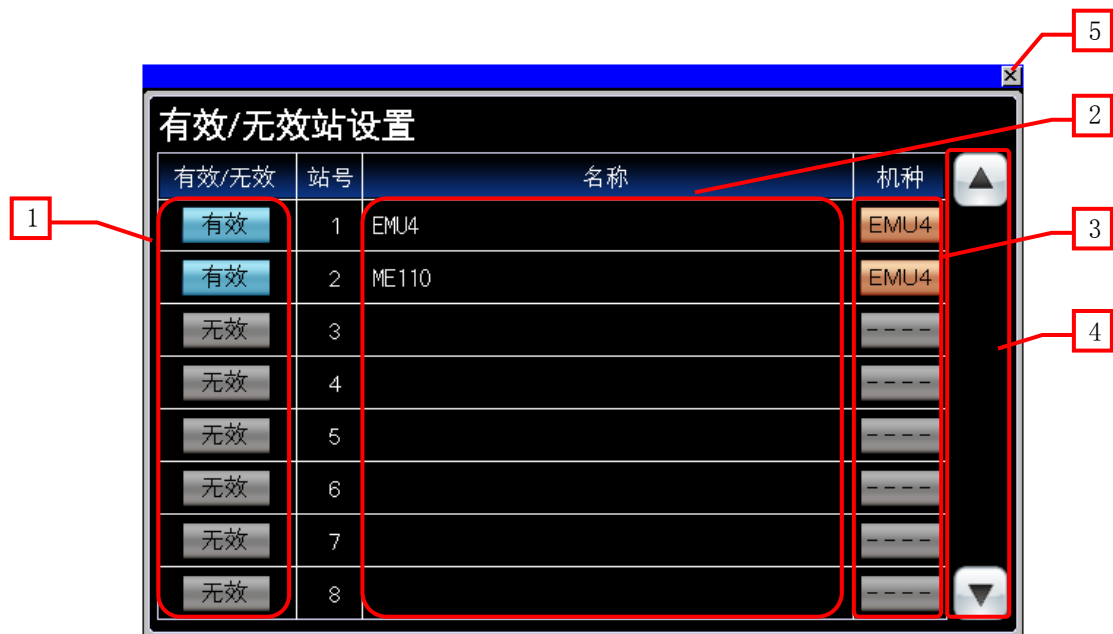 5
有效/无效站设置
2
有效/无效 站号 名称 机种
1
有效 1 EMU4 EMU4
3
有效 2 ME110 EMU4
无效 3 ----
4
无效 4 ----
无效 5 ----
无效 6 ----
无效 7 ----
无效 8 ----